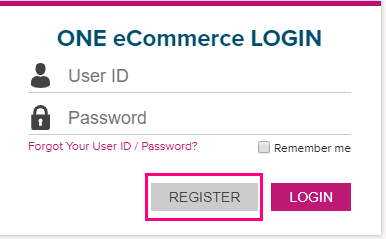 ONE eCommerce LOGIN
User ID
Password
Forgot Your User ID / Password? Remember me
REGISTER LOGIN